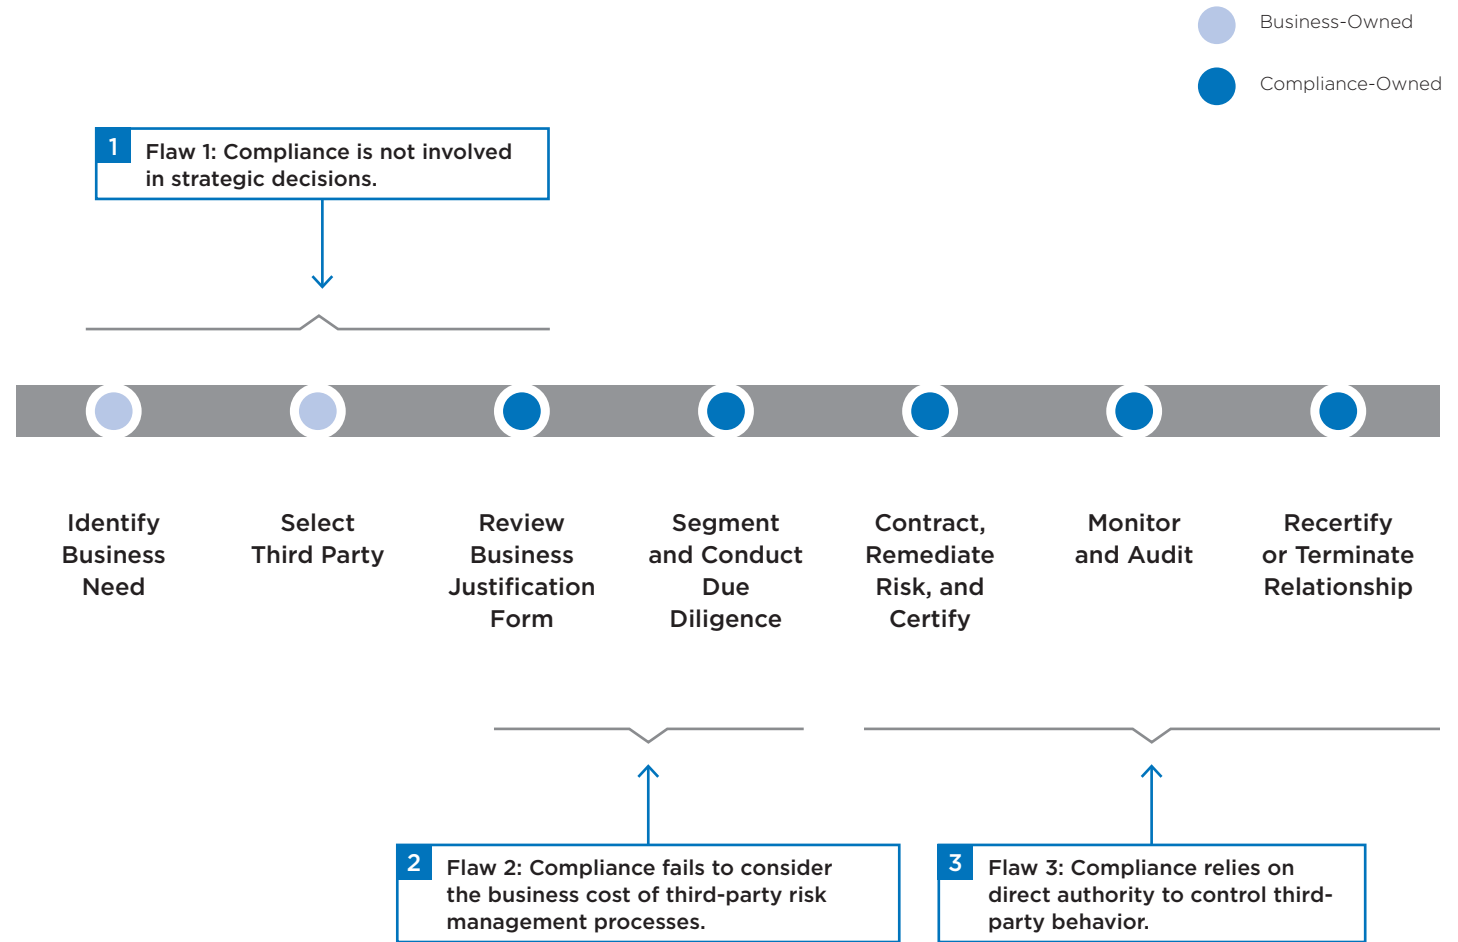 Business-Owned
Compliance-Owned
1
Flaw 1: Compliance is not involved
in strategic decisions.
Identify
Business
Need
Select
Third Party
Review
Business
Justification
Form
Segment
and Conduct
Due
Diligence
Contract,
Remediate
Risk, and
Certify
Monitor
and Audit
Recertify
or Terminate
Relationship
2
Flaw 2: Compliance fails to consider
the business cost of third-party risk
management processes.
3
Flaw 3: Compliance relies on
direct authority to control third-
party behavior.